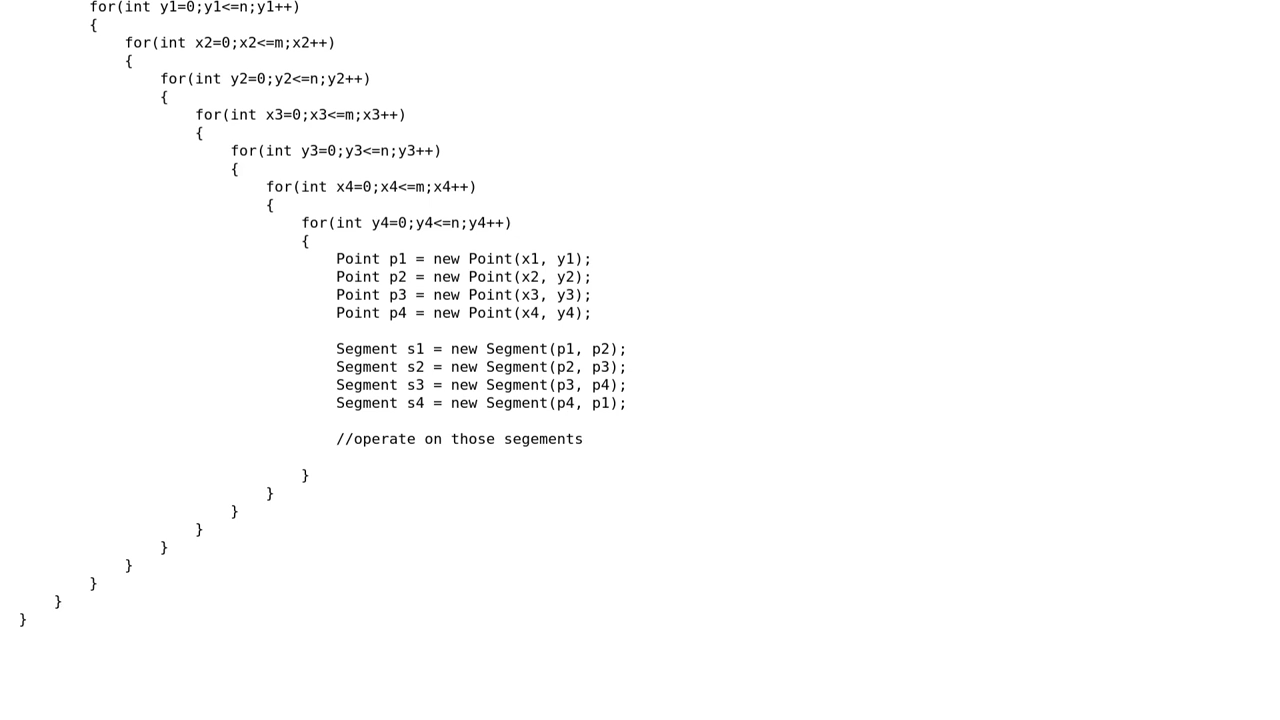 for(int y1=0;y1<=n;y1++)
{
for(int x2=0;x2<=m;x2++)
{
for(int y2=0;y2<=n;y2++)
{
for(int x3=0;x3<=m;x3++)
{
for(int y3=0;y3<=n;y3++)
{
for(int x4=0;x4<=m;x4++)
{
for(int y4=0;y4<=n;y4++)
{
Point p1 = new Point(x1, y1);
Point p2 = new Point(x2, y2);
Point p3 = new Point(x3, y3);
Point p4 = new Point(x4, y4);
Segment s1 = new Segment(p1, p2);
Segment s2 = new Segment(p2, p3);
Segment s3 = new Segment(p3, p4);
Segment s4 = new Segment(p4, p1);
//operate on those segements
}
}
}
}
}
}
}
}
}